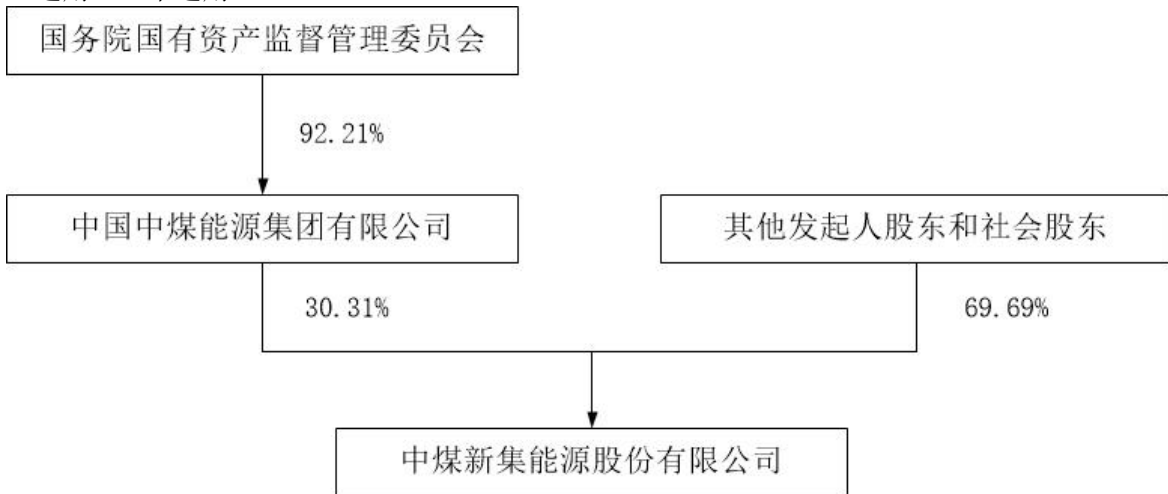 国务院国有资产监督管理委员会
92.21%
中国中煤能源集团有限公司
其他发起人股东和社会股东
30.31%
69.69%
中煤新集能源股份有限公司